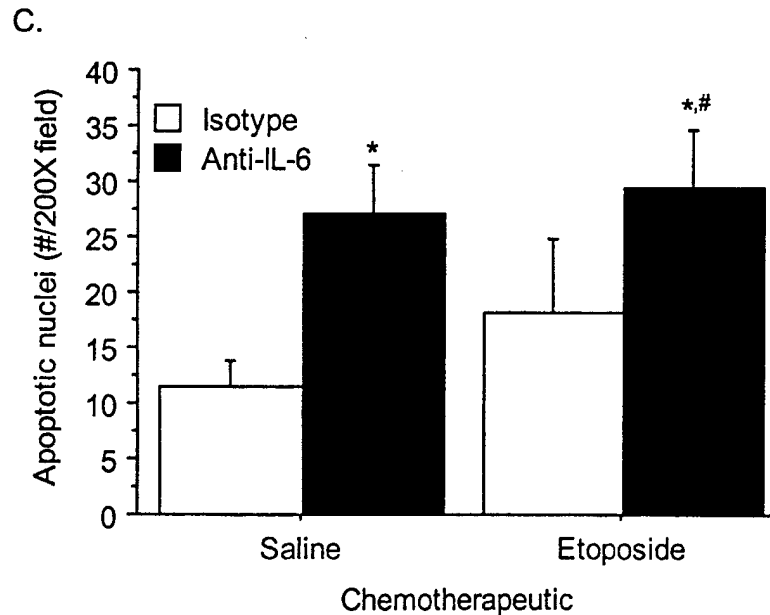 C.
Apoptotic nuclei (#/200X field)
40
35
30
25
20
15
10
5
0
Isotype
Anti-IL-6
*
*,#
Saline
Etoposide
Chemotherapeutic